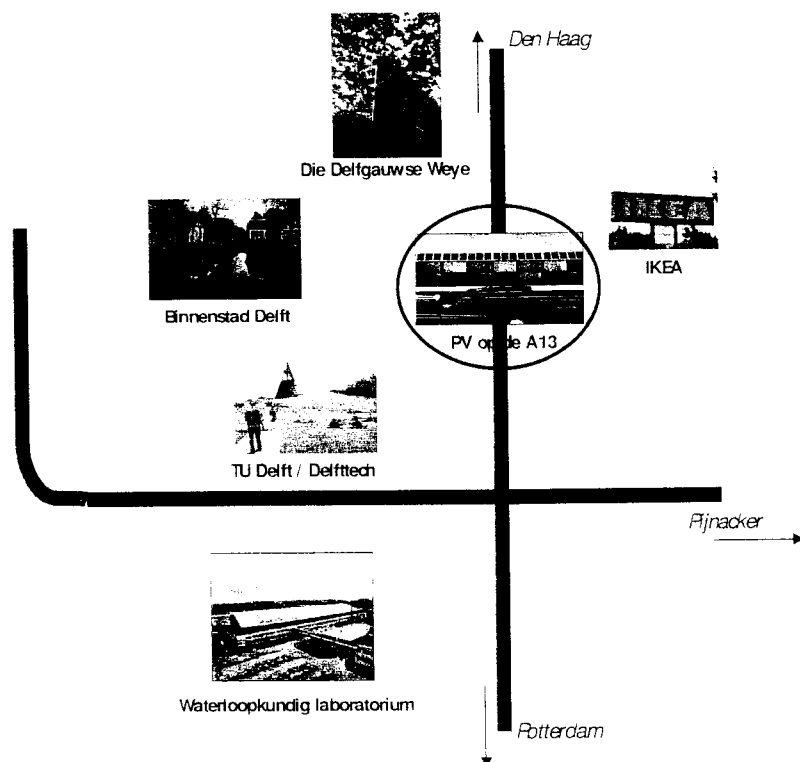 Den Haag
Die Delfgauwse Weye
IKEA
IKEA
Binnenstad Delft
PV op de A13
TU Delft / Delfttech
Pijnacker
Waterloopkundig laboratorium
Rotterdam